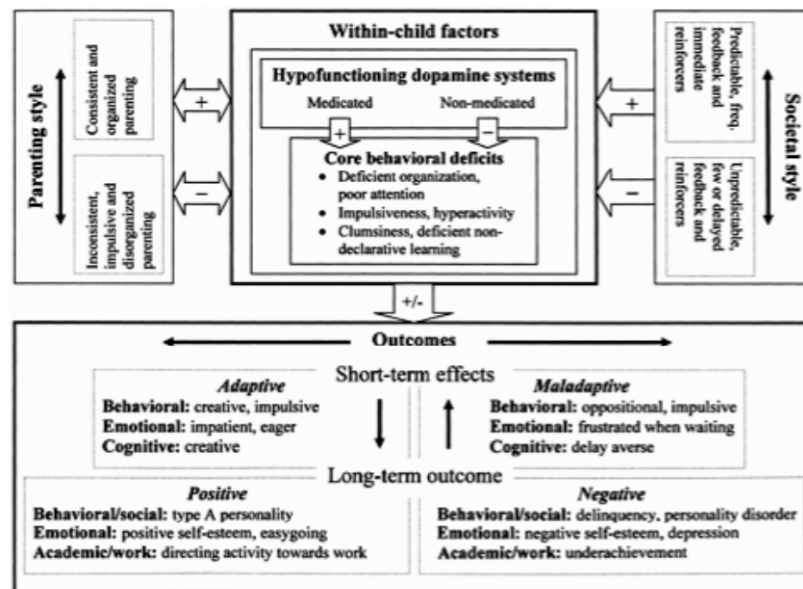 Parenting style
Consistent and
organized
parenting
Inconsistent,
impulsive and
disorganized
parenting
+
−
Within-child factors
Hypofunctioning dopamine systems
Medicated
Non-medicated
+
−
Core behavioral deficits
• Deficient organization,
poor attention
• Impulsiveness, hyperactivity
• Clumsiness, deficient non-
declarative learning
+
−
Predictable, freq.
feedback and
immediate
reinforcers
Unpredictable,
few or delayed
feedback and
reinforcers
Societal style
+/-
Outcomes
Short-term effects
Adaptive
Behavioral: creative, impulsive
Emotional: impatient, eager
Cognitive: creative
Maladaptive
Behavioral: oppositional, impulsive
Emotional: frustrated when waiting
Cognitive: delay averse
Long-term outcome
Positive
Behavioral/social: type A personality
Emotional: positive self-esteem, easygoing
Academic/work: directing activity towards work
Negative
Behavioral/social: delinquency, personality disorder
Emotional: negative self-esteem, depression
Academic/work: underachievement